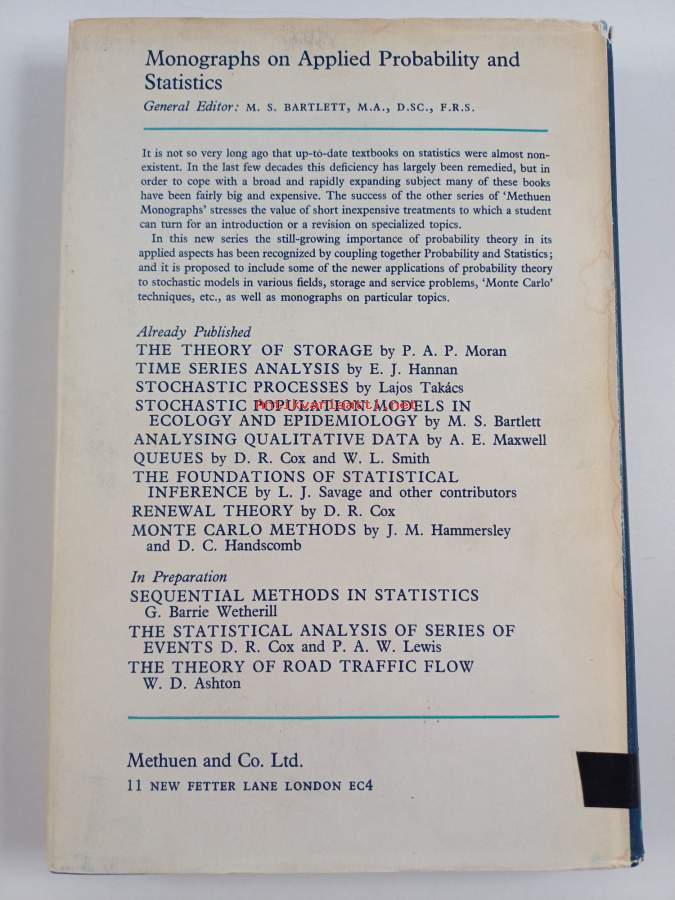 Monographs on Applied Probability and
Statistics
General Editor: M. S. BARTLETT, M.A., D.SC., F.R.S.
It is not so very long ago that up-to-date textbooks on statistics were almost non-
existent. In the last few decades this deficiency has largely been remedied, but in
order to cope with a broad and rapidly expanding subject many of these books
have been fairly big and expensive. The success of the other series of 'Methuen
Monographs' stresses the value of short inexpensive treatments to which a student
can turn for an introduction or a revision on specialized topics.
In this new series the still-growing importance of probability theory in its
applied aspects has been recognized by coupling together Probability and Statistics;
and it is proposed to include some of the newer applications of probability theory
to stochastic models in various fields, storage and service problems, 'Monte Carlo'
techniques, etc., as well as monographs on particular topics.
Already Published
THE THEORY OF STORAGE by P. A. P. Moran
TIME SERIES ANALYSIS by E. J. Hannan
STOCHASTIC PROCESSES by Lajos Takács
STOCHASTIC POPULATION MODELS IN
Antikvariaatti.net
ECOLOGY AND EPIDEMIOLOGY by M. S. Bartlett
ANALYSING QUALITATIVE DATA by A. E. Maxwell
QUEUES by D. R. Cox and W. L. Smith
THE FOUNDATIONS OF STATISTICAL
INFERENCE by L. J. Savage and other contributors
RENEWAL THEORY by D. R. Cox
MONTE CARLO METHODS by J. M. Hammersley
and D. C. Handscomb
In Preparation
SEQUENTIAL METHODS IN STATISTICS
G. Barrie Wetherill
THE STATISTICAL ANALYSIS OF SERIES OF
EVENTS D. R. Cox and P. A. W. Lewis
THE THEORY OF ROAD TRAFFIC FLOW
W. D. Ashton
Methuen and Co. Ltd.
11 NEW FETTER LANE LONDON EC4